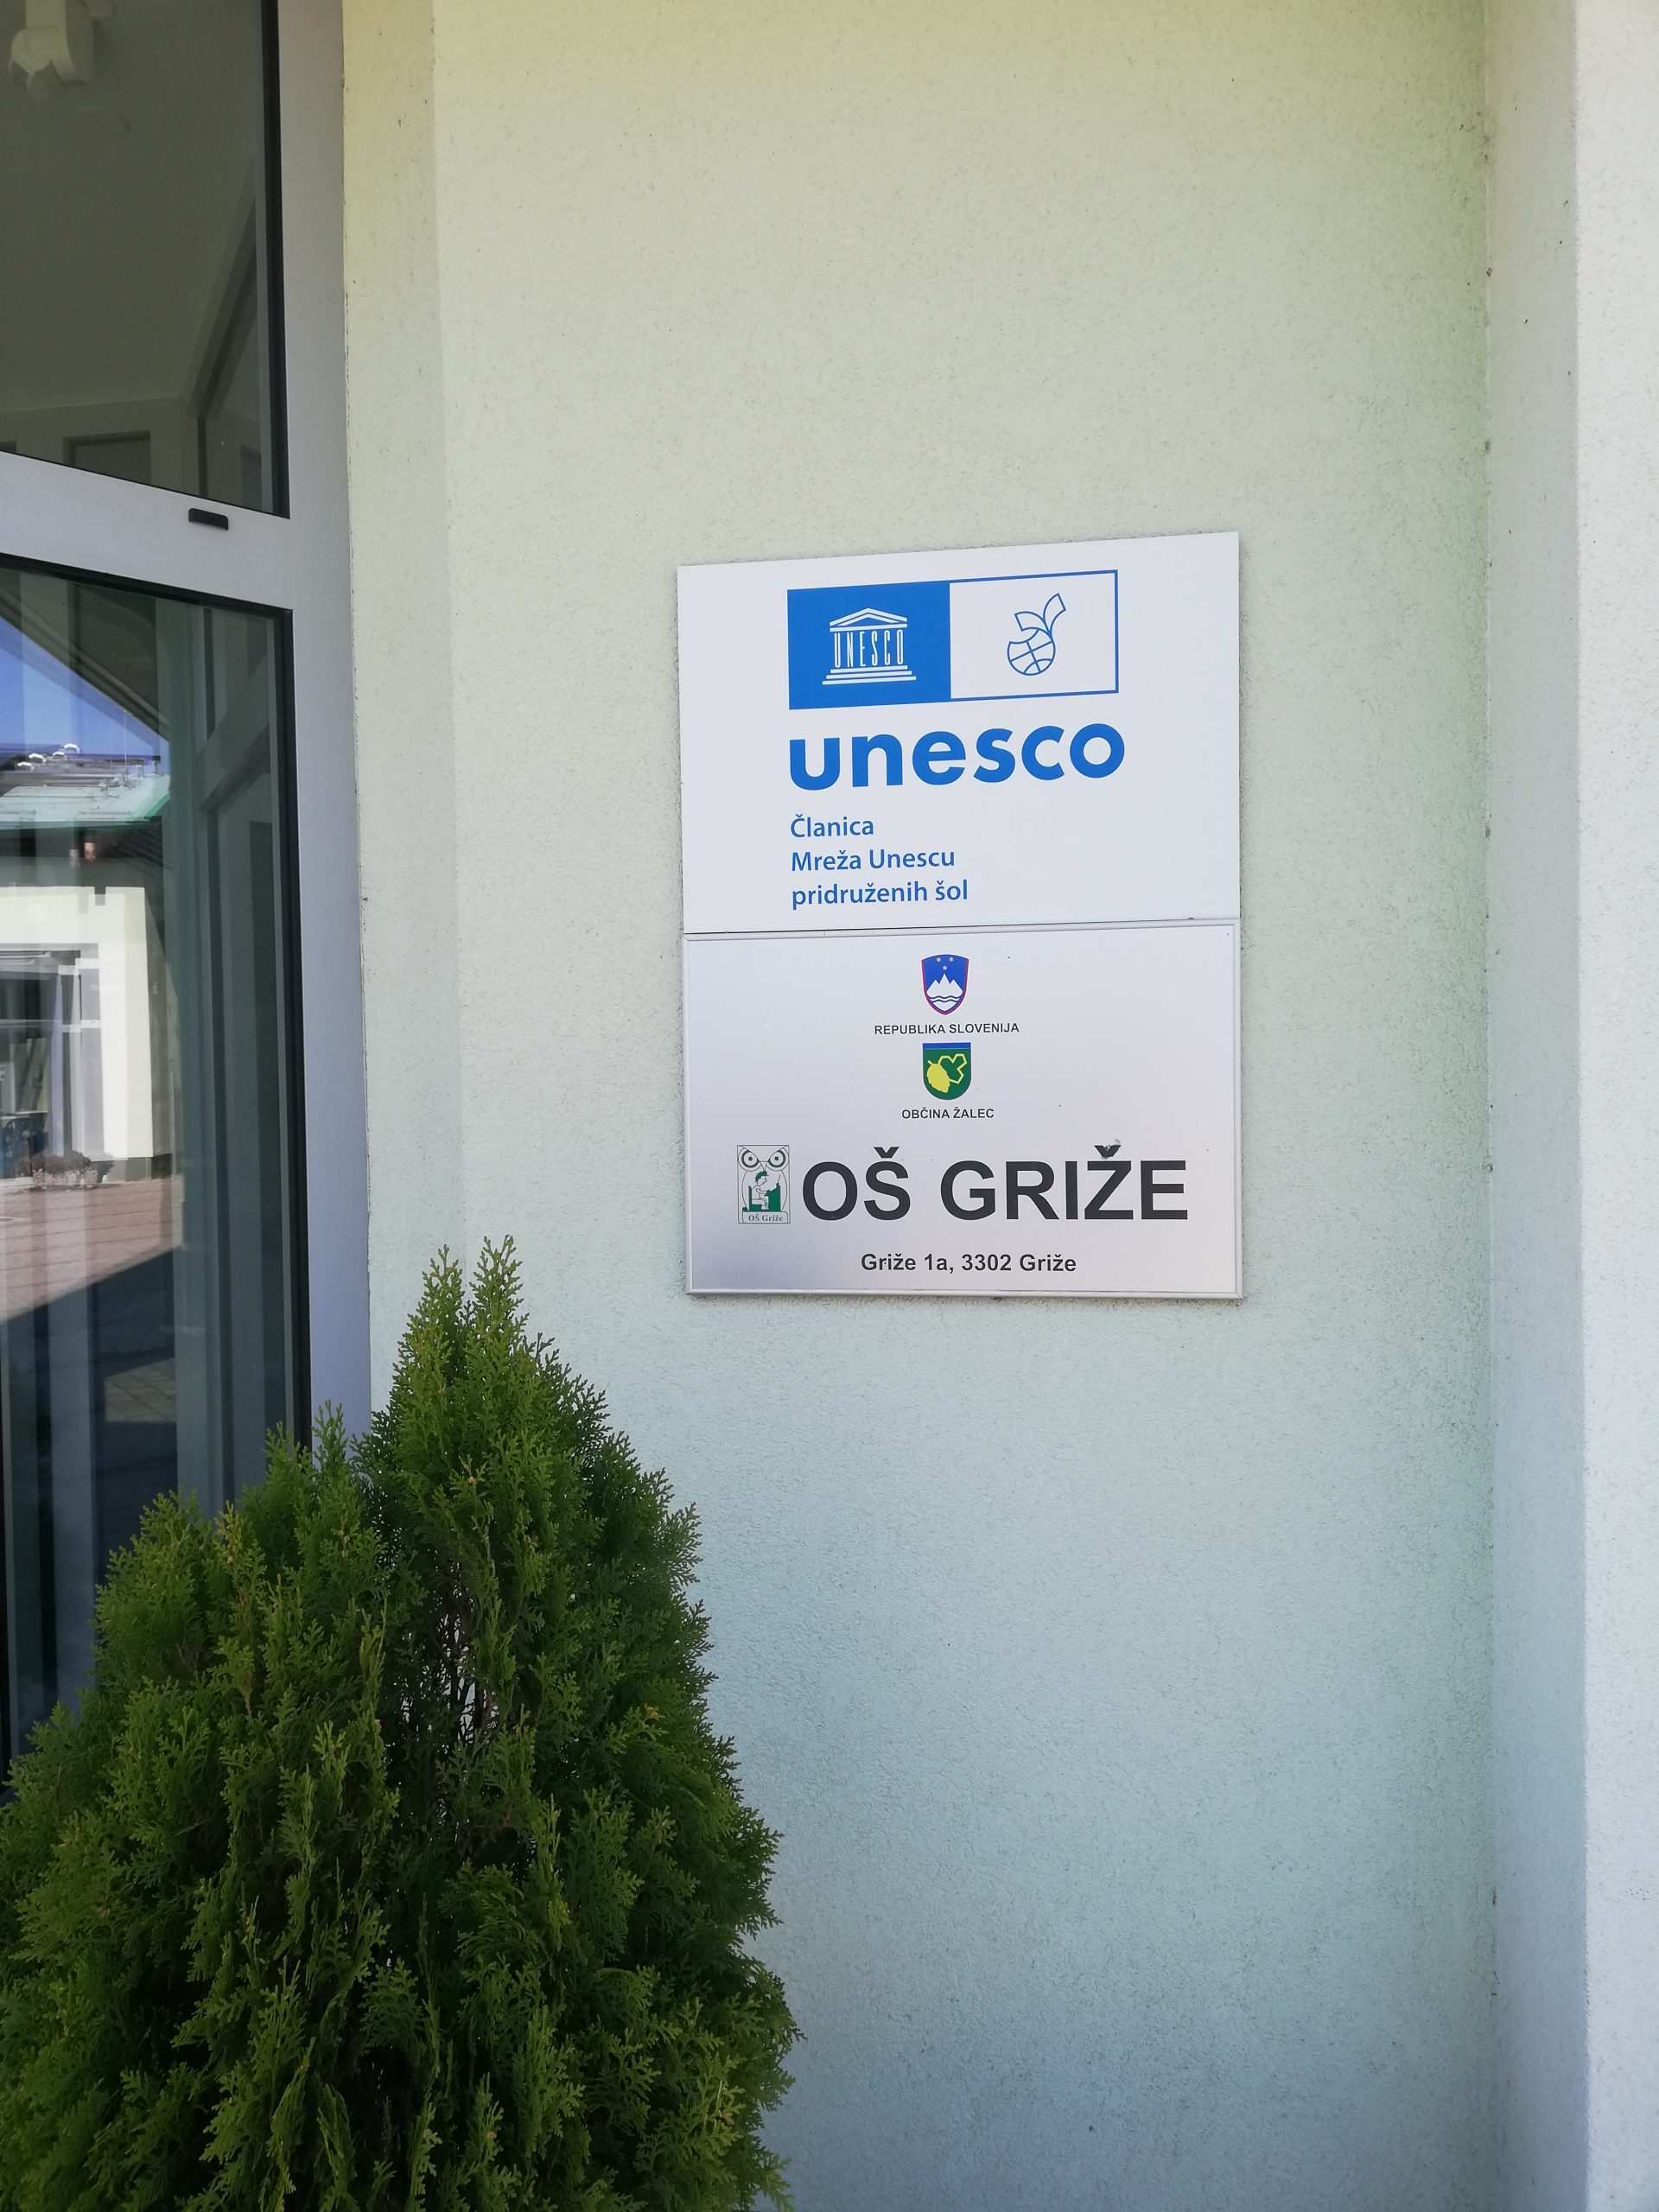 UNESCO
unesco
Članica
Mreža Unescu
pridruženih šol
REPUBLIKA SLOVENIJA
OBČINA ŽALEC
OŠ Griže
OŠ GRIŽE
Griže 1a, 3302 Griže